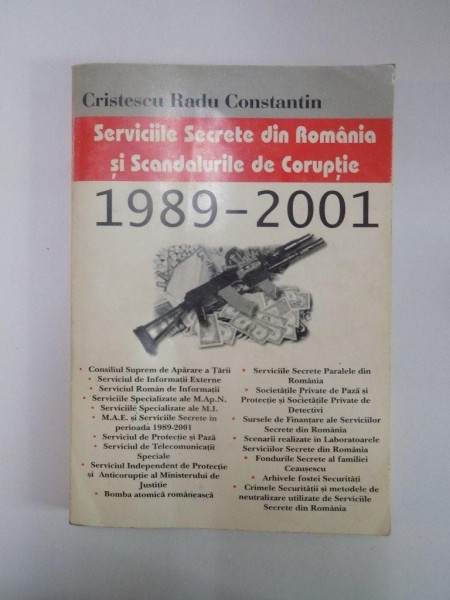 Cristescu Radu Constantin
Serviciile Secrete din România
și Scandalurile de Corupție
1989-2001
• Consiliul Suprem de Apărare a Țării
• Serviciul de Informații Externe
• Serviciul Român de Informații
• Serviciile Specializate ale M.Ap.N.
• Serviciile Specializate ale M.I.
• M.A.E. și Serviciile Secrete în
perioada 1989-2001
• Serviciul de Protecție și Pază
• Serviciul de Telecomunicații
Speciale
• Serviciul Independent de Protecție
și Anticorupție al Ministerului de
Justiție
• Bomba atomică românească
• Serviciile Secrete Paralele din
România
• Societățile Private de Pază și
Protecție și Societățile Private de
Detectivi
• Sursele de Finanțare ale Serviciilor
Secrete din România
• Scenarii realizate în Laboratoarele
Serviciilor Secrete din România
• Fondurile Secrete al familiei
Ceaușescu
• Arhivele fostei Securități
• Crimele Securității și metodele de
neutralizare utilizate de Serviciile
Secrete din România